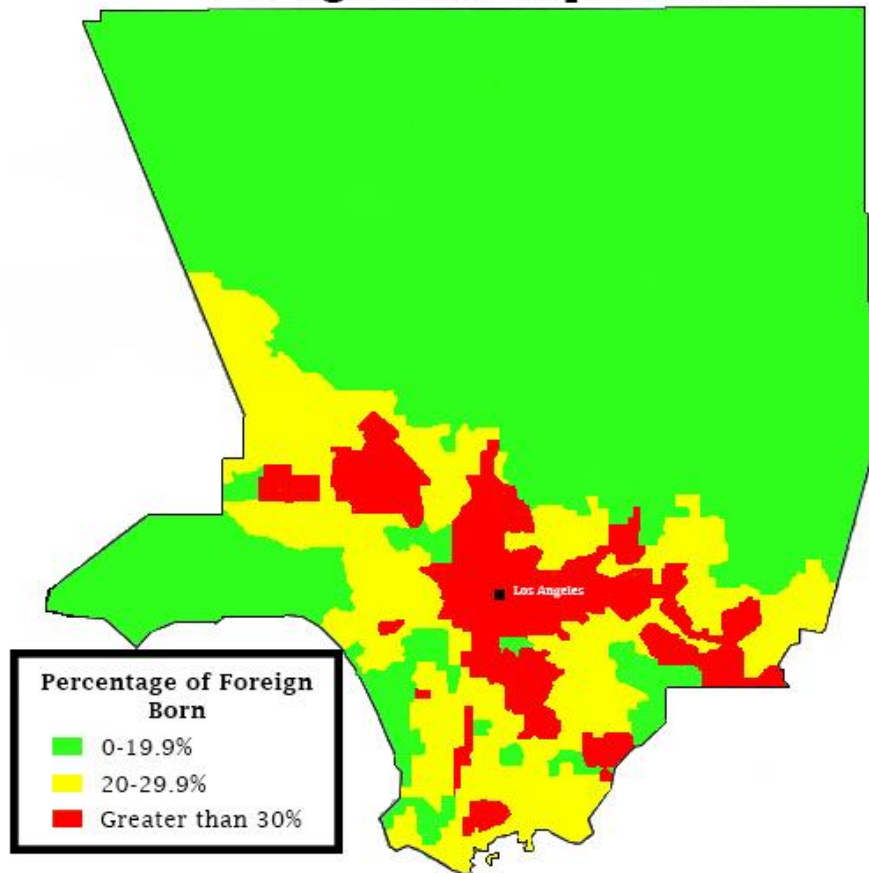 Los Angeles
Percentage of Foreign
Born
0-19.9%
20-29.9%
Greater than 30%